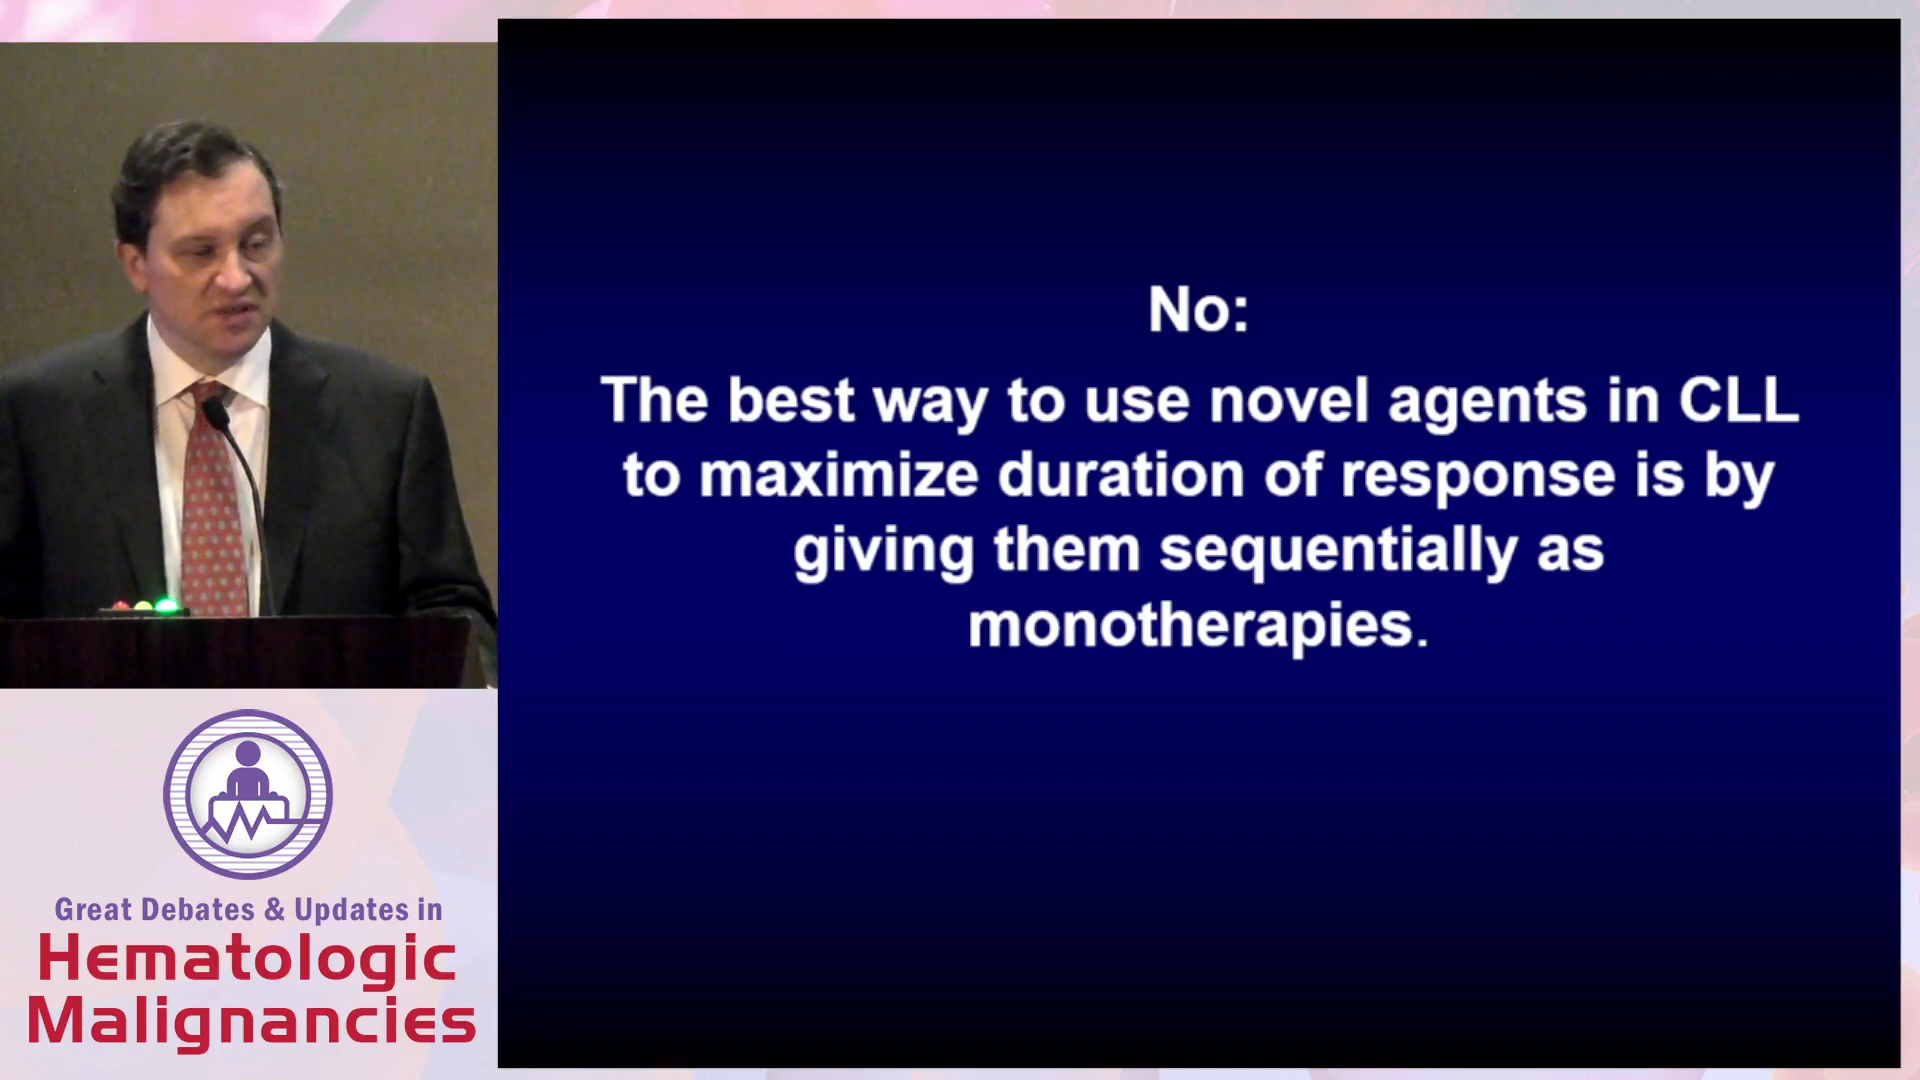 No:
The best way to use novel agents in CLL
to maximize duration of response is by
giving them sequentially as
monotherapies.
Great Debates & Updates in
Hematologic
Malignancies